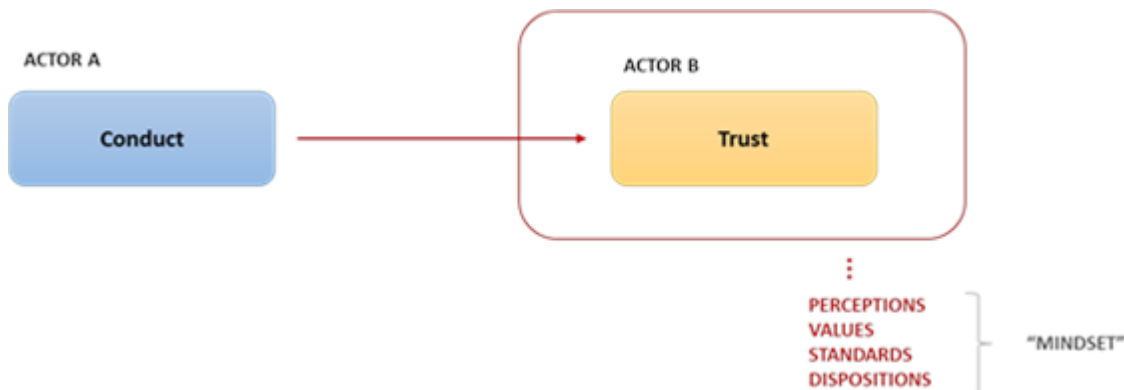 ACTOR A
Conduct
ACTOR B
Trust
PERCEPTIONS
VALUES
STANDARDS
DISPOSITIONS
"MINDSET"